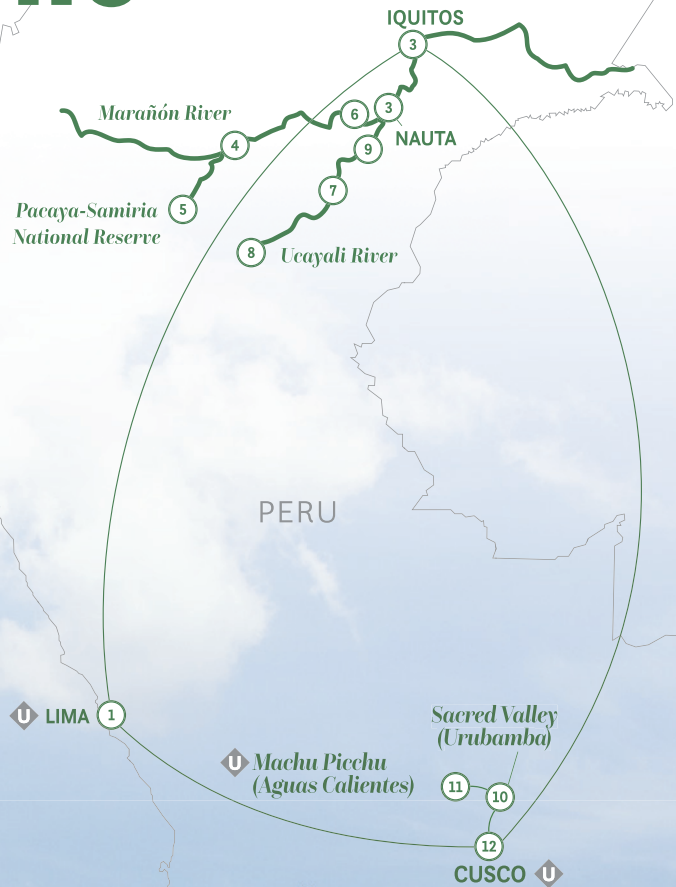 IQUITOS
3
Marañón River
6
3
4
NAUTA
9
7
5
Pacaya-Samiria
National Reserve
8
Ucayali River
PERU
U LIMA 1
Sacred Valley
(Urubamba)
U Machu Picchu
(Aguas Calientes)
11
10
12
CUSCO U